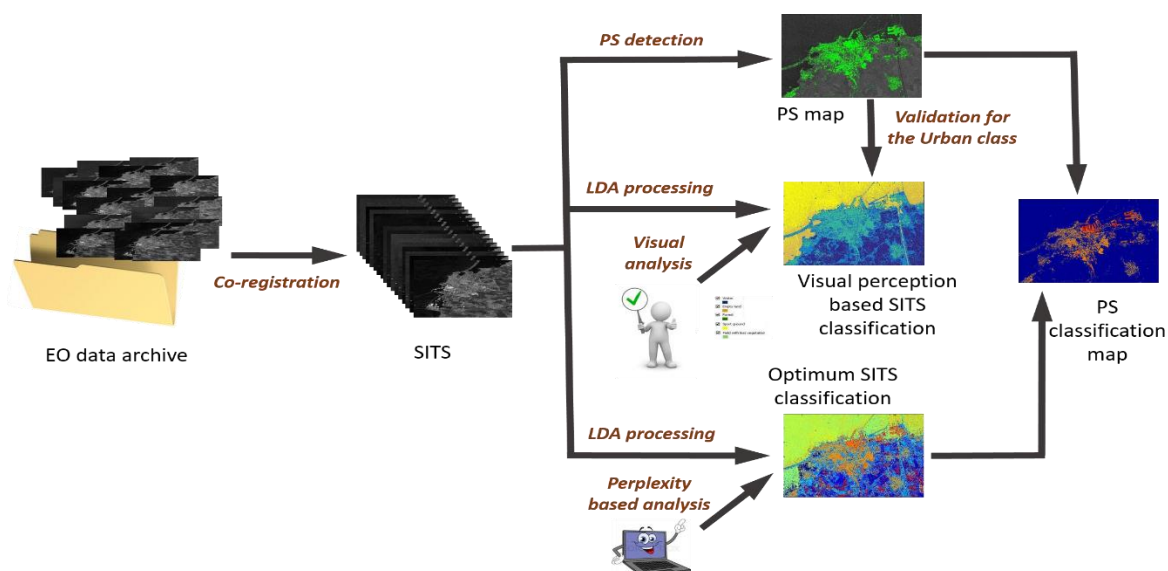 PS detection
PS map
Validation for
the Urban class
LDA processing
Visual
analysis
Co-registration
EO data archive
SITS
Visual perception
based SITS
classification
PS
classification
map
Optimum SITS
classification
LDA processing
Perplexity
based analysis